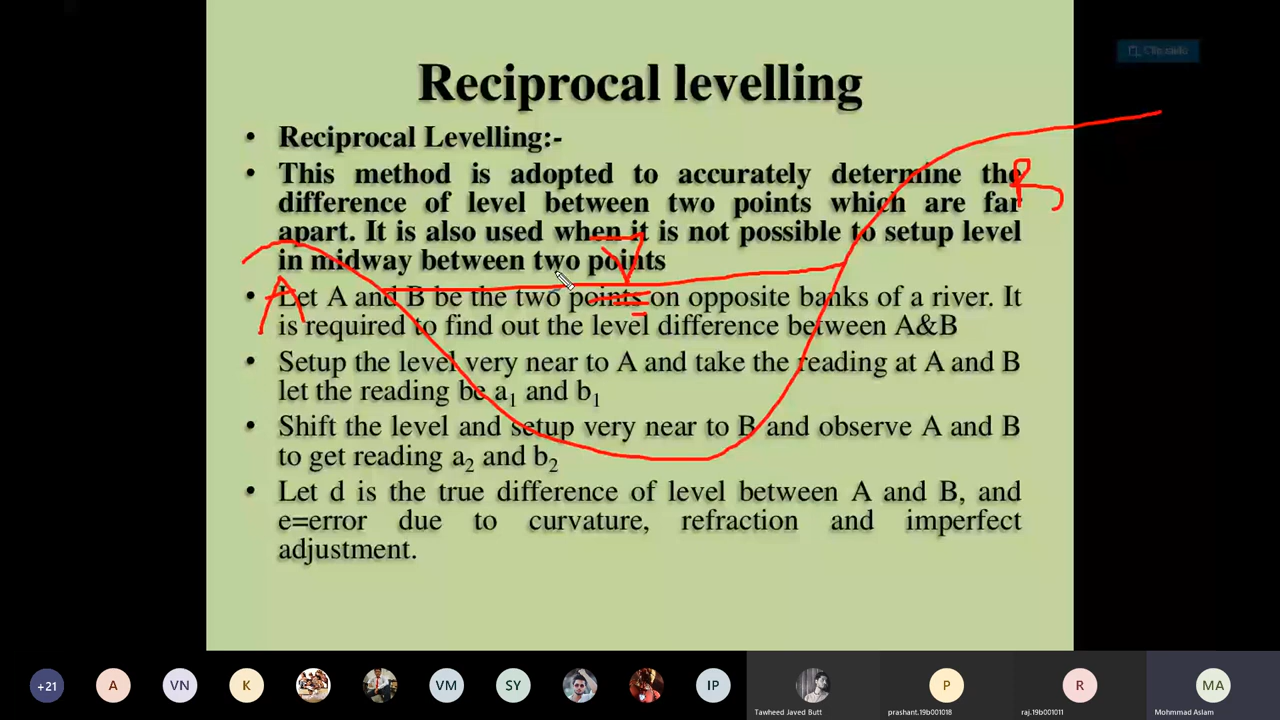 Clip slide
Reciprocal levelling
• Reciprocal Levelling:-
• This method is adopted to accurately determine the
difference of level between two points which are far
apart. It is also used when it is not possible to setup level
in midway between two points
A
• Let A and B be the two points on opposite banks of a river. It
is required to find out the level difference between A&B
• Setup the level very near to A and take the reading at A and B
let the reading be a₁ and b₁
• Shift the level and setup very near to B and observe A and B
to get reading a₂ and b₂
• Let d is the true difference of level between A and B, and
e=error due to curvature, refraction and imperfect
adjustment.
+21
A
VN
K
VM
SY
IP
Tawheed Javed Butt
P
prashant.19b001018
R
raj.19b001011
MA
Mohmmad Aslam